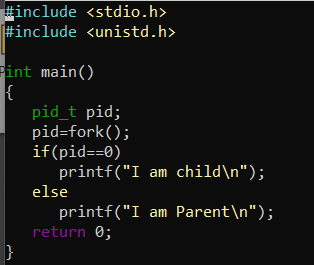 #include <stdio.h>
#include <unistd.h>
int main()
{
pid_t pid;
pid=fork();
if(pid==0)
printf("I am child\n");
else
printf("I am Parent\n");
return 0;
}